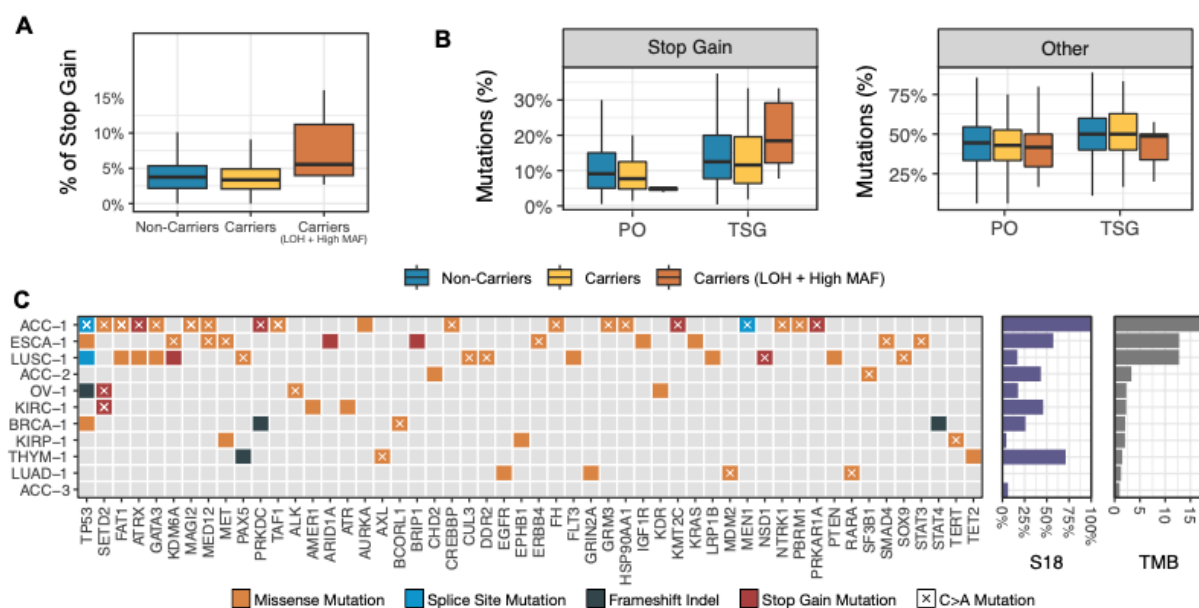 A
% of Stop Gain
15%
10%
5%
0%
Non-Carriers Carriers Carriers
(LOH + High MAF)
B
Stop Gain
Mutations (%)
30%
20%
10%
0%
PO TSG
Other
Mutations (%)
75%
50%
25%
PO TSG
Non-Carriers Carriers Carriers (LOH + High MAF)
C
ACC-1
ESCA-1
LUSC-1
ACC-2
OV-1
KIRC-1
BRCA-1
KIRP-1
THYM-1
LUAD-1
ACC-3
TP53
SETD2
FAT1
ATRX
GATA3
KDM6A
MAGI2
MED12
MET
PAX5
PRKDC
TAF1
ARID1A
AXL
ALK
AMER1
ATR
AURKA
BCORL1
BRIP1
CHD2
CREBBP
CUL3
DDR2
EGFR
EPHB1
ERBB4
FH
FLT3
GRIN2A
GRM3
HSP90AA1
IGF1R
KDR
KMT2C
KRAS
LRP1B
MDM2
MEN1
NSD1
NTRK1
PBRM1
PRKAR1A
PTEN
RARA
SF3B1
SMAD4
SOX9
STAT3
STAT4
TERT
TET2
0%
25%
50%
75%
100%
S18
0 5 10 15
TMB
Missense Mutation Splice Site Mutation Frameshift Indel Stop Gain Mutation C>A Mutation